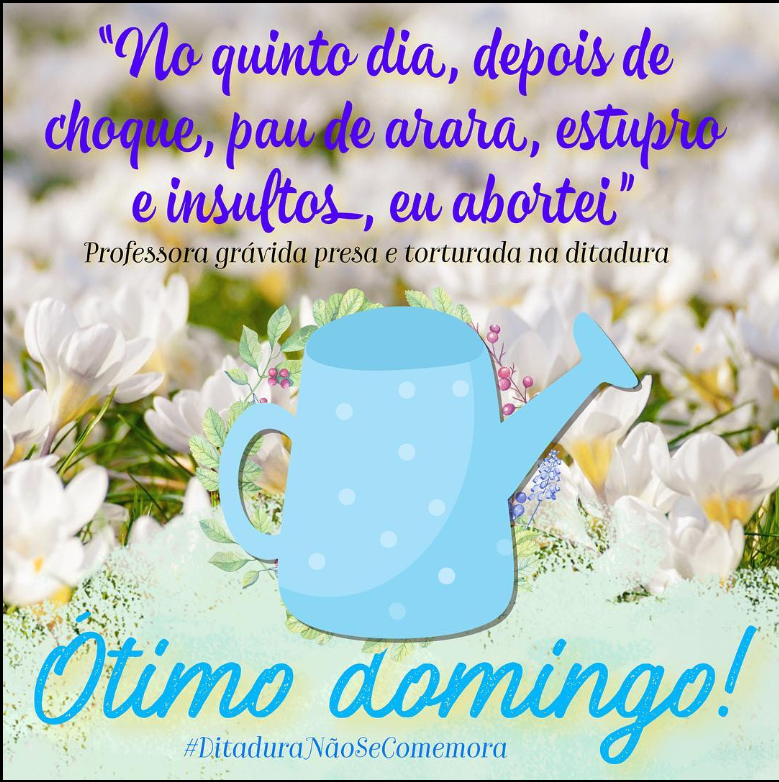 “No quinto dia, depois de
choque, pau de arara, estupro
e insultos, eu abortei”
Professora grávida presa e torturada na ditadura
Ótimo domingo!
#DitaduraNãoSeComemora